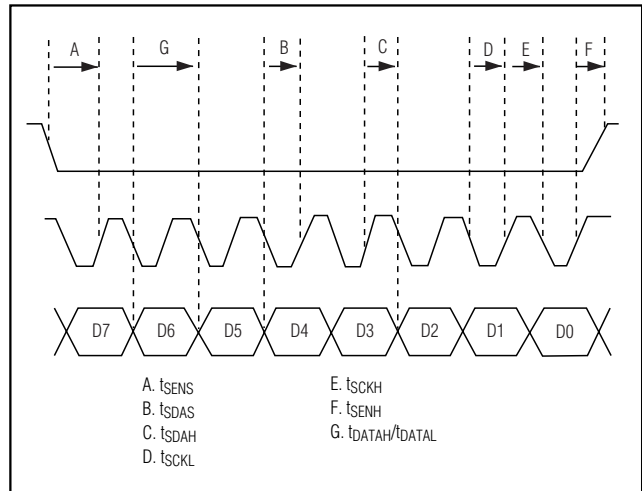 A G B C D E F
D7 D6 D5 D4 D3 D2 D1 D0
A. tSENS
B. tSDAS
C. tSDAH
D. tSCKL
E. tSCKH
F. tSENH
G. tDATAH/tDATAL